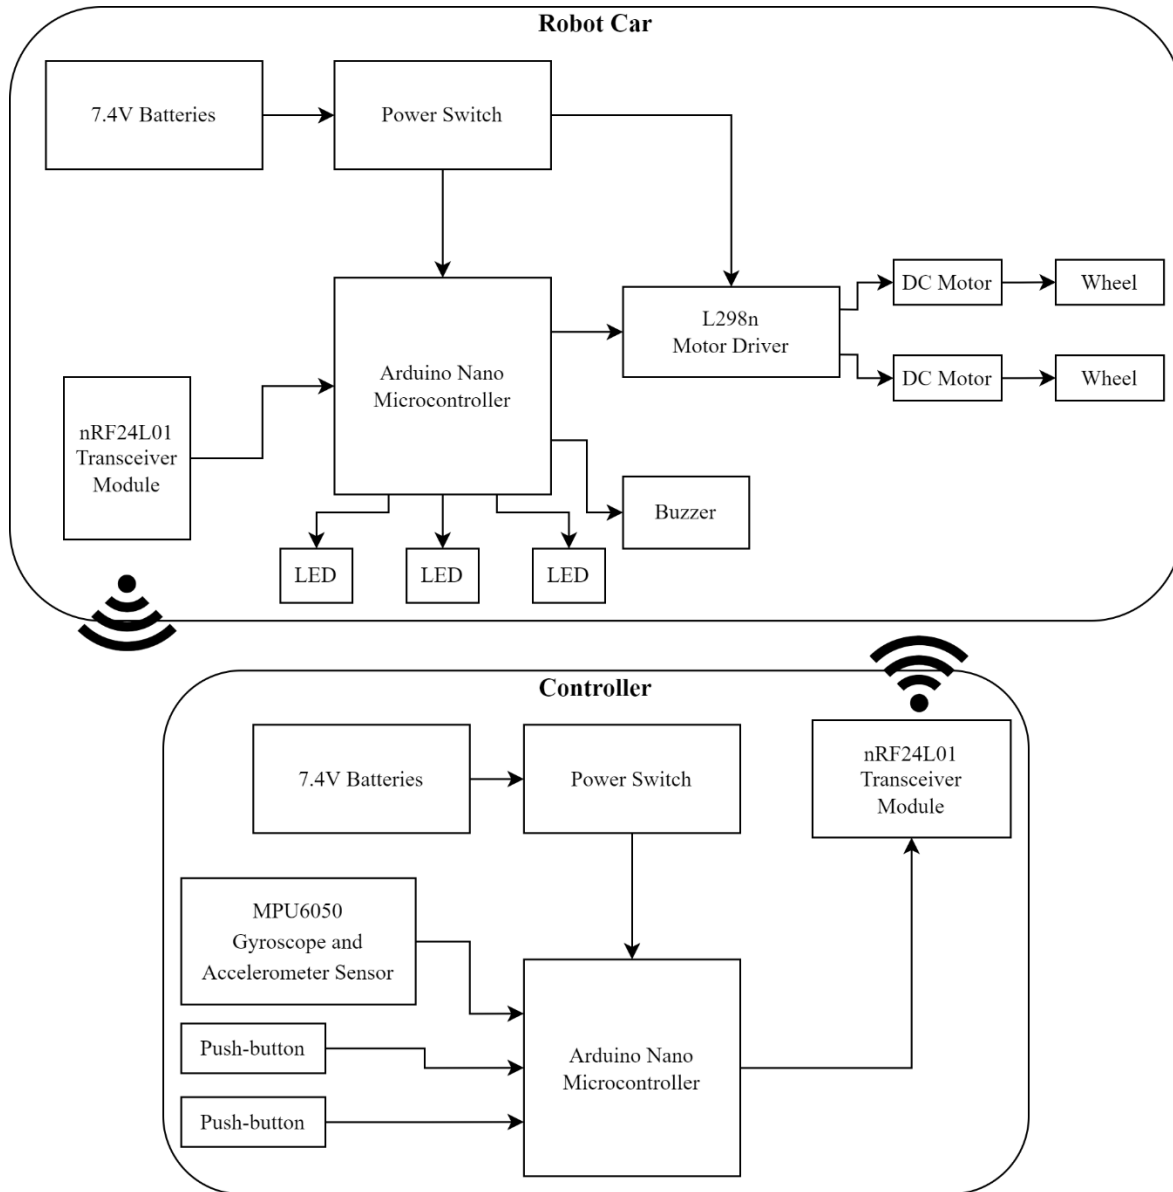 Robot Car
7.4V Batteries
Power Switch
DC Motor
Wheel
L298n
Motor Driver
DC Motor
Wheel
Arduino Nano
Microcontroller
nRF24L01
Transceiver
Module
Buzzer
LED
LED
LED
Controller
7.4V Batteries
Power Switch
nRF24L01
Transceiver
Module
MPU6050
Gyroscope and
Accelerometer Sensor
Push-button
Arduino Nano
Microcontroller
Push-button